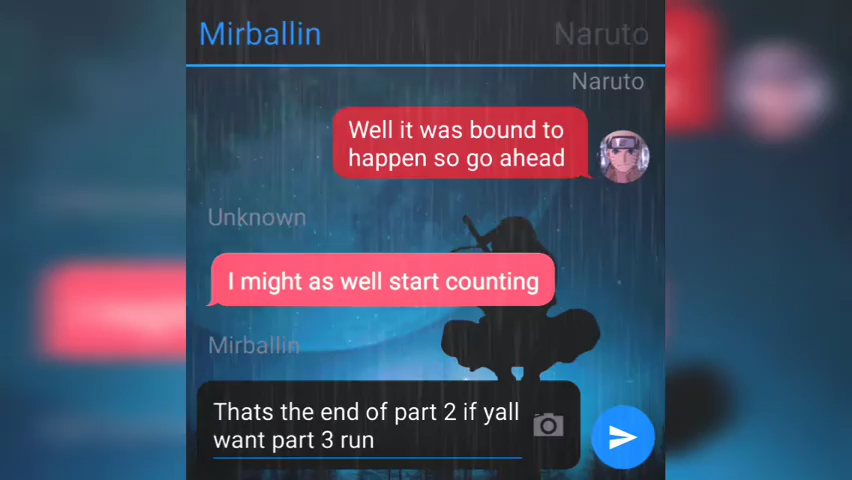 Mirballin Naruto
Naruto
Well it was bound to
happen so go ahead
Unknown
I might as well start counting
Mirballin
Thats the end of part 2 if yall
want part 3 run